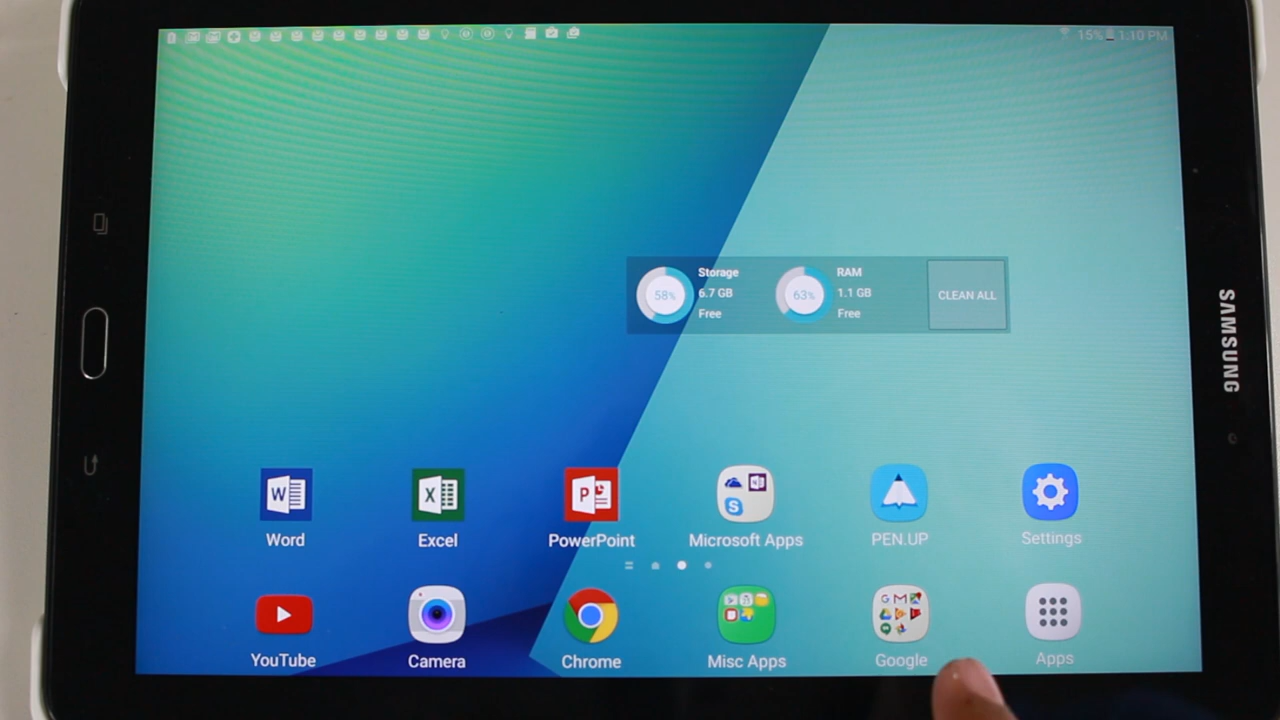 15% 1:10 PM
Storage
6.7 GB
Free
58%
RAM
1.1 GB
Free
63%
CLEAN ALL
SAMSUNG
Word
Excel
PowerPoint
Microsoft Apps
PEN.UP
Settings
YouTube
Camera
Chrome
Misc Apps
Google
Apps